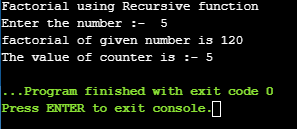 Factorial using Recursive function
Enter the number :-  5
factorial of given number is 120
The value of counter is :- 5
...Program finished with exit code 0
Press ENTER to exit console.